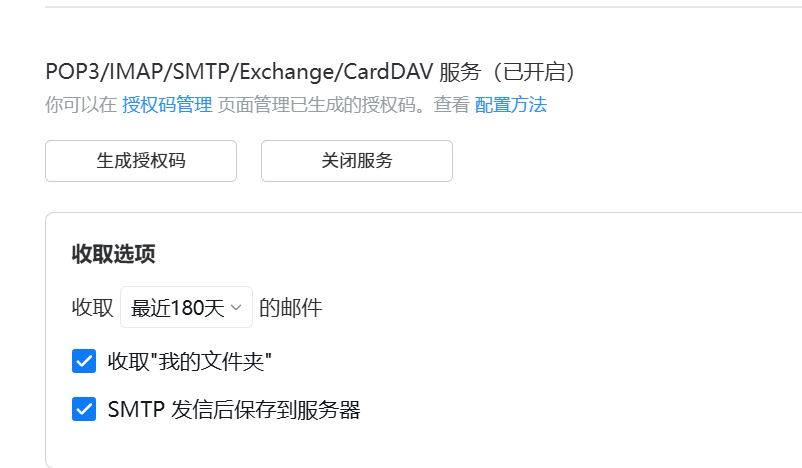 POP3/IMAP/SMTP/Exchange/CardDAV 服务（已开启）
你可以在 授权码管理 页面管理已生成的授权码。查看 配置方法
生成授权码 关闭服务
收取选项
收取 最近180天 的邮件
收取"我的文件夹"
SMTP 发信后保存到服务器